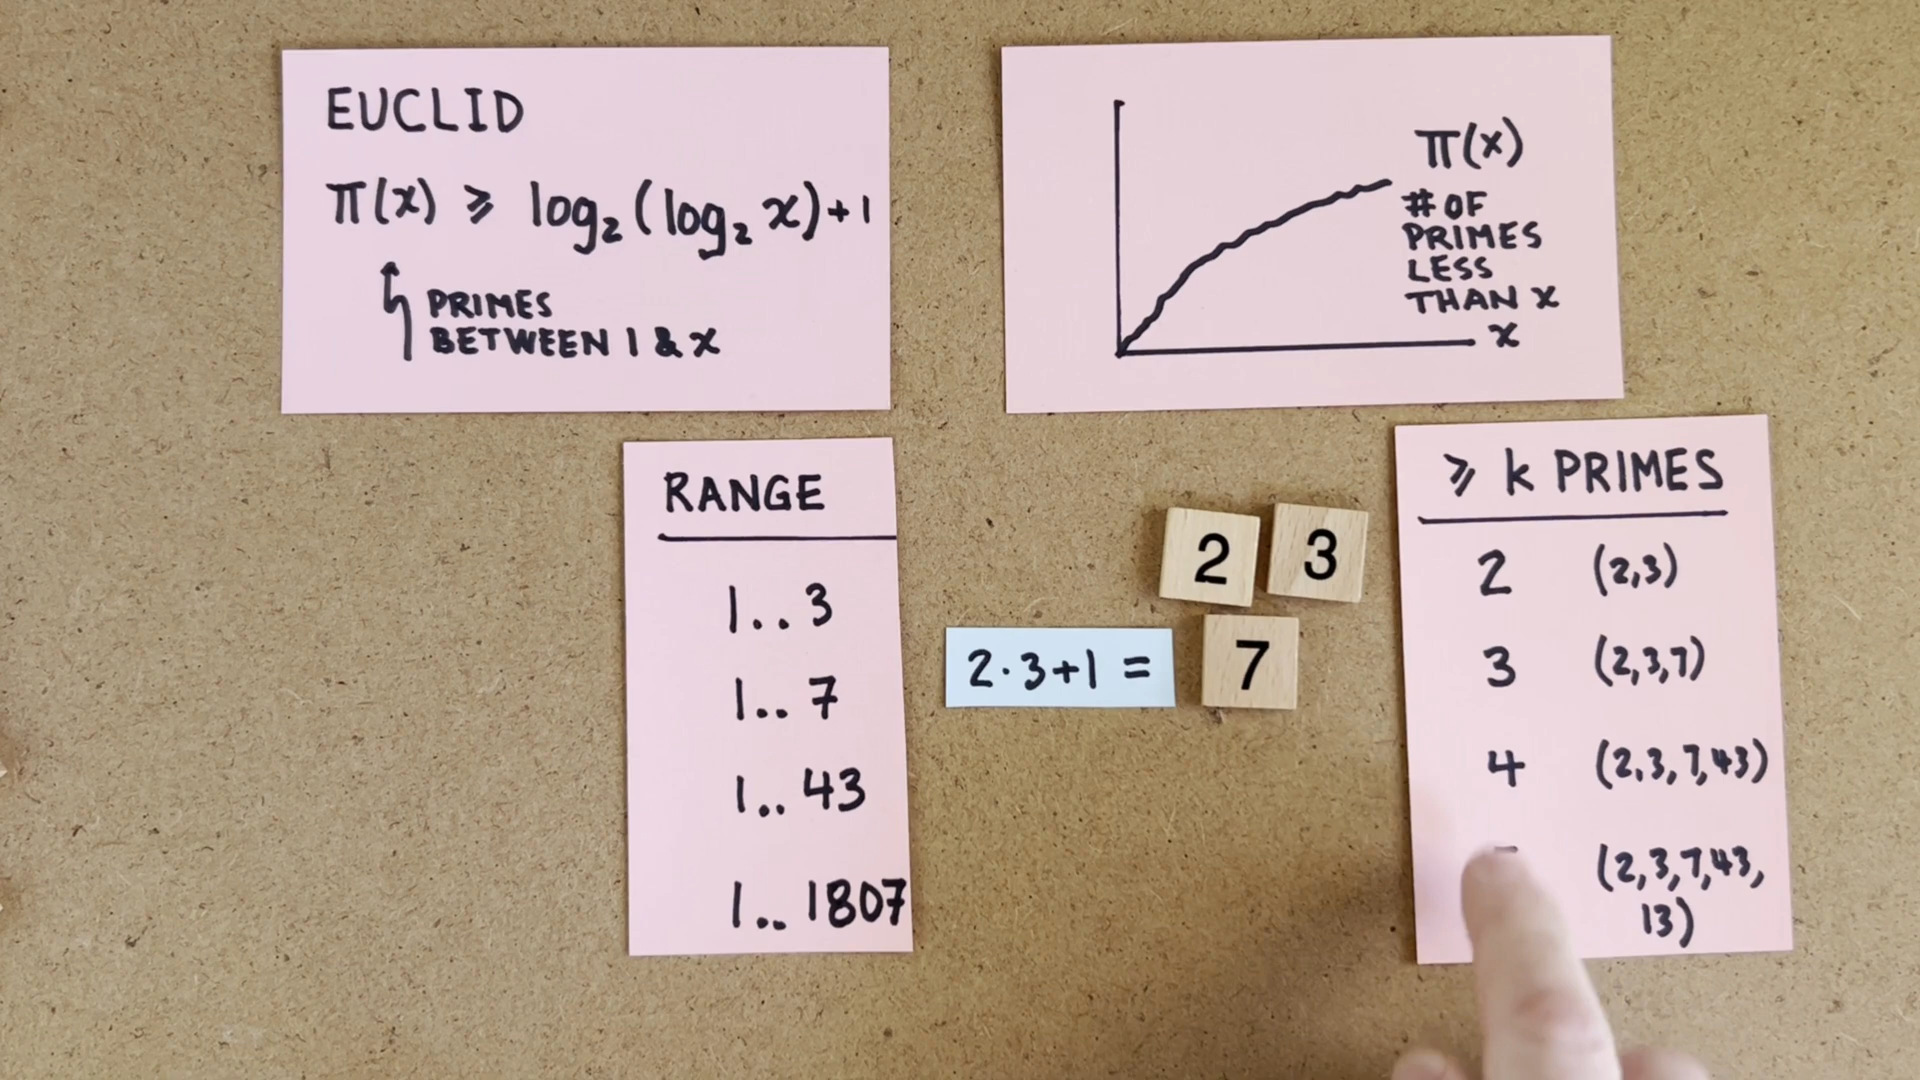 EUCLID
π(x) ⩾ log₂(log₂ x)+1
PRIMES
BETWEEN 1 & x
π(x)
# OF
PRIMES
LESS
THAN x
x
RANGE
1..3
1..7
1..43
1..1807
2 3
2·3+1 = 7
⩾ k PRIMES
2 (2,3)
3 (2,3,7)
4 (2,3,7,43)
(2,3,7,43,
13)